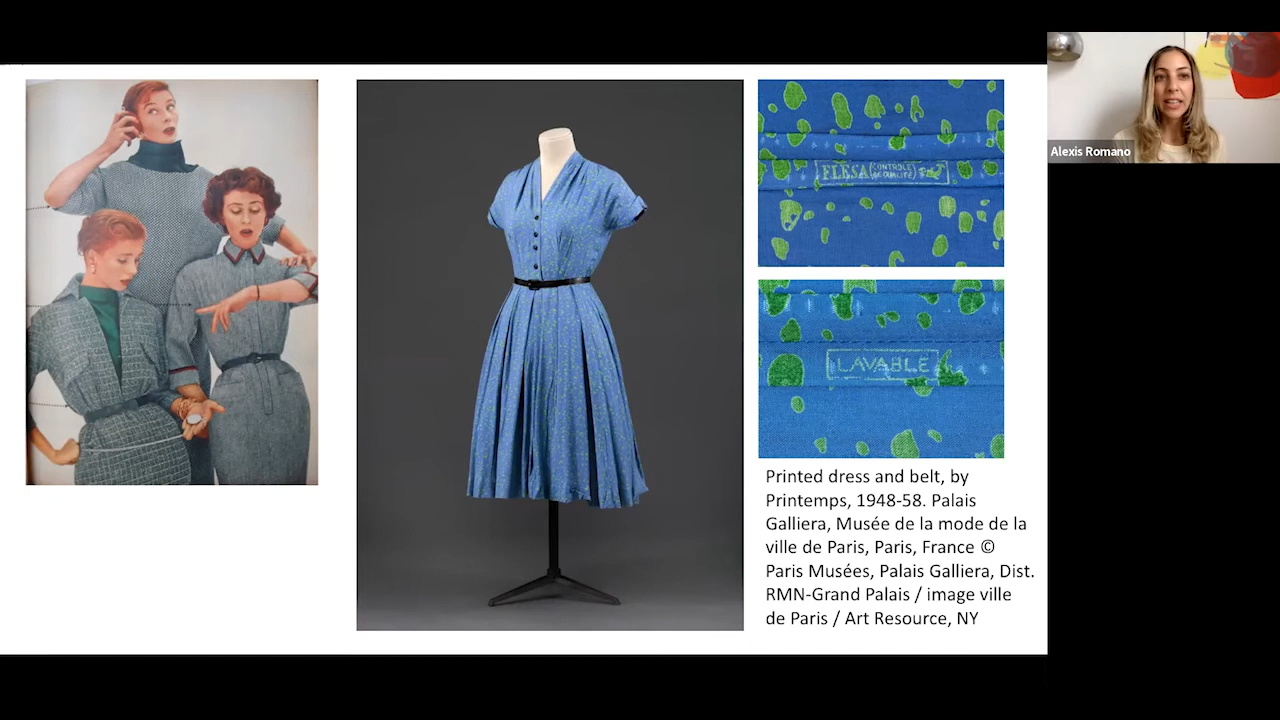 FLESA CONTROLE
DE QUALITÉ
LAVABLE
Printed dress and belt, by
Printemps, 1948-58. Palais
Galliera, Musée de la mode de la
ville de Paris, Paris, France ©
Paris Musées, Palais Galliera, Dist.
RMN-Grand Palais / image ville
de Paris / Art Resource, NY
Alexis Romano